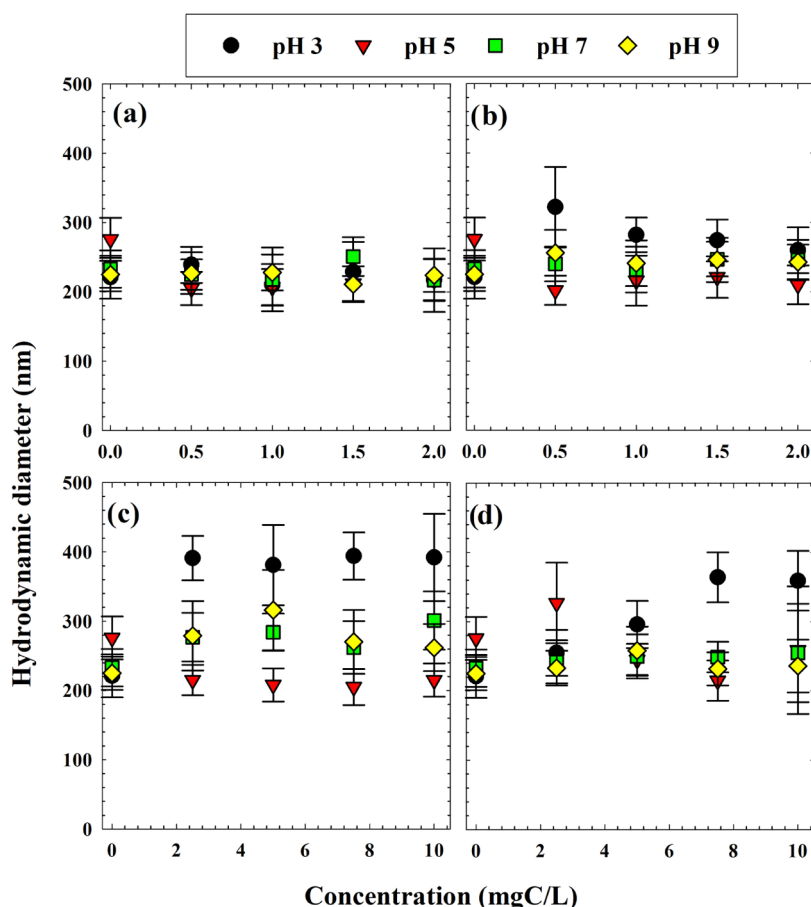 pH 3 pH 5 pH 7 pH 9
500 (a) (b)
400
300
200
100
0
0.0 0.5 1.0 1.5 2.0 0.0 0.5 1.0 1.5 2.0
Hydrodynamic diameter (nm)
500 (c) (d)
400
300
200
100
0
0 2 4 6 8 10 0 2 4 6 8 10
Concentration (mgC/L)